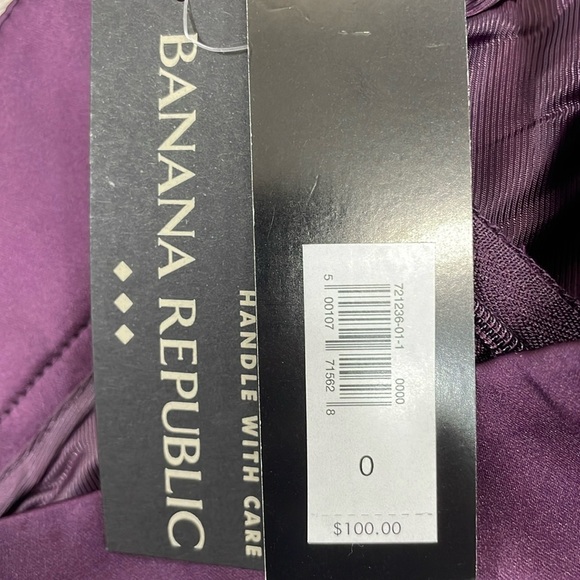 BANANA REPUBLIC
HANDLE WITH CARE
721236-01-1 0000
5 00107 71562 8
0
$100.00